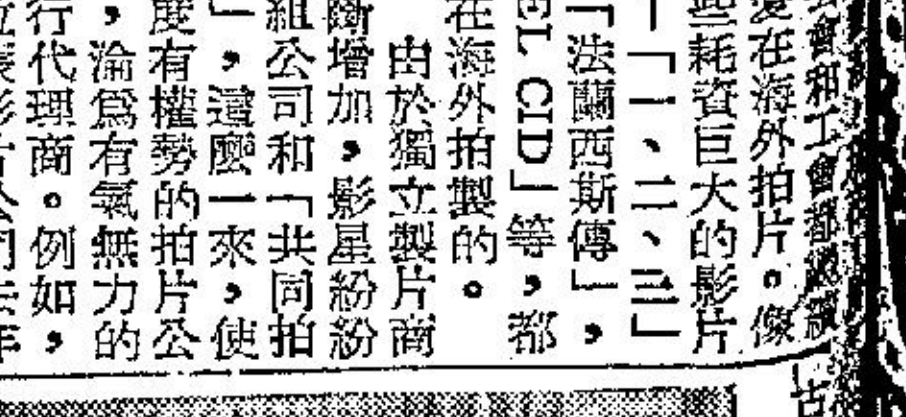 會和工會都
愛在海外拍片。像
些耗資巨大的影片
「一、二、三」
「法蘭西斯傳」,
EL CID」等,都
在海外拍製的。
由於獨立製片商
斷增加,影星紛紛
組公司和「共同拍
」,這麼一來,使
度有權勢的拍片公
,淪爲有氣無力的
行代理商。例如,